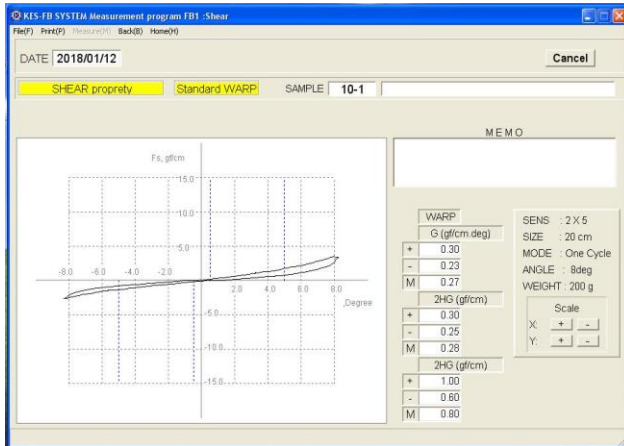 KES-FB SYSTEM Measurement program FB1 :Shear
File(F) Print(P) Measure(M) Back(B) Home(H)
DATE 2018/01/12 Cancel
SHEAR proprety Standard WARP SAMPLE 10-1
MEMO
Fs, gf/cm
15.0
10.0
5.0
-8.0 -6.0 -4.0 -2.0 2.0 4.0 6.0 8.0
,Degree
-5.0
-10.0
-15.0
WARP
G (gf/cm.deg)
+ 0.30
- 0.23
M 0.27
2HG (gf/cm)
+ 0.30
- 0.25
M 0.28
2HG (gf/cm)
+ 1.00
- 0.60
M 0.80
SENS : 2 X 5
SIZE : 20 cm
MODE : One Cycle
ANGLE : 8deg
WEIGHT : 200 g
Scale
X: + -
Y: + -